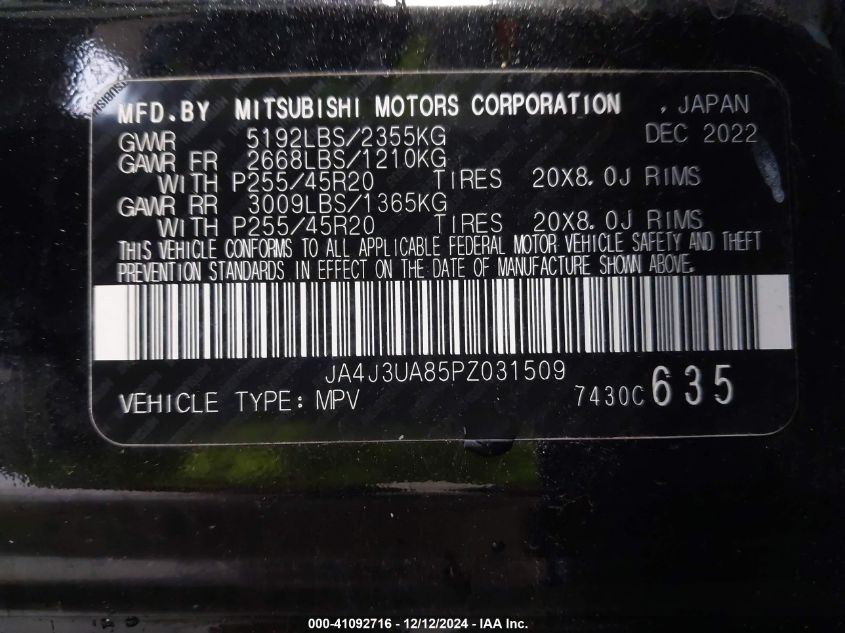 MFD.BY MITSUBISHI MOTORS CORPORATION , JAPAN
GVWR 5192LBS/2355KG DEC 2022
GAWR FR 2668LBS/1210KG
WITH P255/45R20 TIRES 20X8.0J RIMS
GAWR RR 3009LBS/1365KG
WITH P255/45R20 TIRES 20X8.0J RIMS
THIS VEHICLE CONFORMS TO ALL APPLICABLE FEDERAL MOTOR VEHICLE SAFETY AND THEFT
PREVENTION STANDARDS IN EFFECT ON THE DATE OF MANUFACTURE SHOWN ABOVE.
JA4J3UA85PZ031509
VEHICLE TYPE: MPV 7430C 635
000-41092716 - 12/12/2024 - IAA Inc.